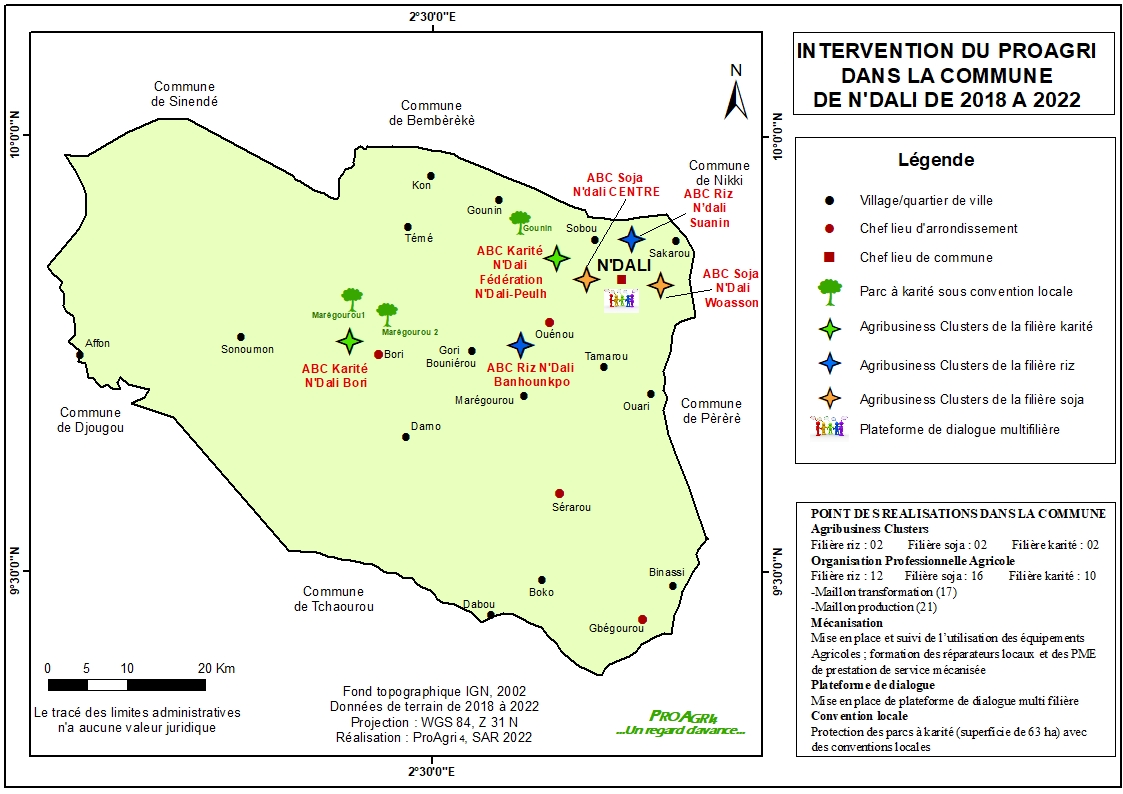 2°30'0"E
INTERVENTION DU PROAGRI
DANS LA COMMUNE
DE N'DALI DE 2018 A 2022
Commune
de Sinendé
Commune
de Bembèrèkè
N
10°0'0"N
10°0'0"N
Commune
de Nikki
Légende
ABC Soja
N'dali CENTRE
ABC Riz
N'dali
Suanin
Kon
Gounin
Gounin
Témé
Sobou
Sakarou
ABC Karité
N'Dali
Fédération
N'Dali-Peulh
N'DALI
ABC Soja
N'Dali
Woasson
Village/quartier de ville
Chef lieu d'arrondissement
Chef lieu de commune
Parc à karité sous convention locale
Agribusiness Clusters de la filière karité
Agribusiness Clusters de la filière riz
Agribusiness Clusters de la filière soja
Plateforme de dialogue multifilière
Marègourou1
Marégourou 2
Ouénou
Affon
Sonoumon
Bori
Gori
Bouniérou
Tamarou
ABC Karité
N'Dali Bori
ABC Riz N'Dali
Banhounkpo
Marégourou
Ouari
Commune
de Djougou
Commune
de Pèrèrè
Damo
Sérarou
9°30'0"N
9°30'0"N
Binassi
Boko
Commune
de Tchaourou
Dabou
Gbégourou
0 5 10 20 Km
Le tracé des limites administratives
n'a aucune valeur juridique
Fond topographique IGN, 2002
Données de terrain de 2018 à 2022
Projection : WGS 84, Z 31 N
Réalisation : ProAgri 4, SAR 2022
PROAGRI4
...Un regard d'avance...
2°30'0"E
POINT DES REALISATIONS DANS LA COMMUNE
Agribusiness Clusters
Filière riz : 02 Filière soja : 02 Filière karité : 02
Organisation Professionnelle Agricole
Filière riz : 12 Filière soja : 16 Filière karité : 10
-Maillon transformation (17)
-Maillon production (21)
Mécanisation
Mise en place et suivi de l'utilisation des équipements
Agricoles ; formation des réparateurs locaux et des PME
de prestation de service mécanisée
Plateforme de dialogue
Mise en place de plateforme de dialogue multi filière
Convention locale
Protection des parcs à karité (superficie de 63 ha) avec
des conventions locales